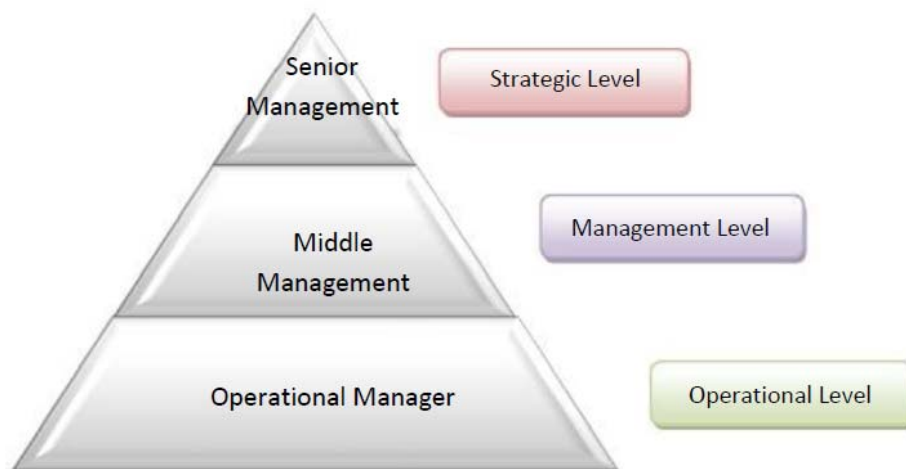 Senior
Management
Strategic Level
Middle
Management
Management Level
Operational Manager
Operational Level